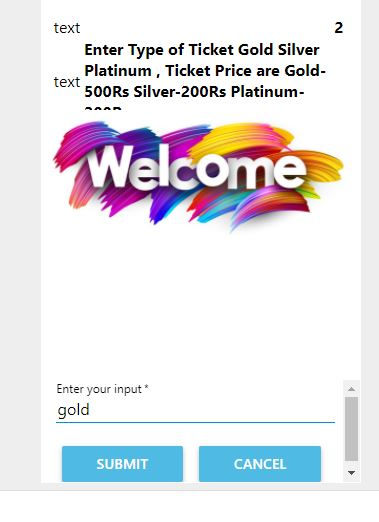 text
2
Enter Type of Ticket Gold Silver
Platinum , Ticket Price are Gold-
text
500Rs Silver-200Rs Platinum-
Welcome
Enter your input *
gold
SUBMIT
CANCEL